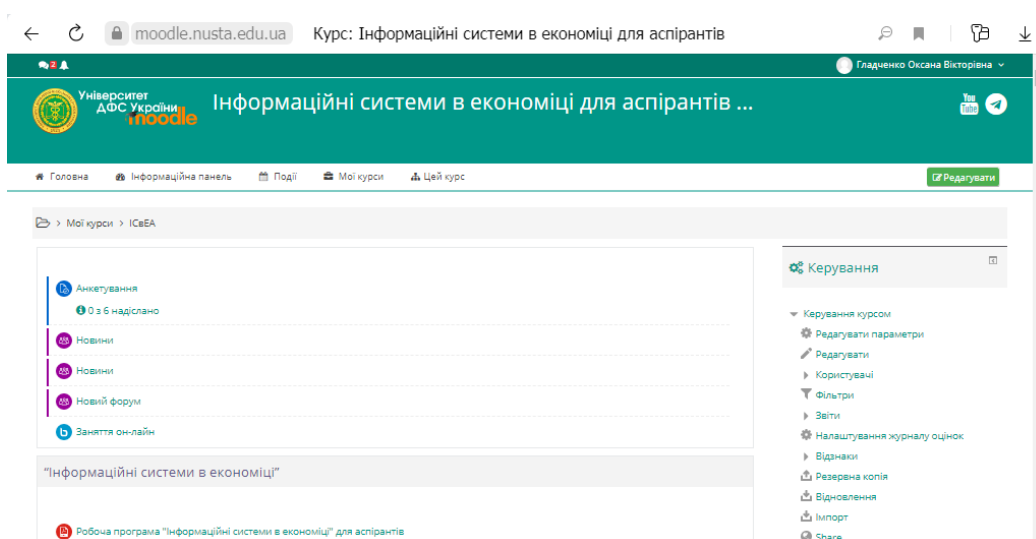 moodle.nusta.edu.ua Курс: Інформаційні системи в економіці для аспірантів
2 Гладченко Оксана Вікторівна
Університет
ДФС України
moodle
Інформаційні системи в економіці для аспірантів ...
You
Tube
Головна Інформаційна панель Події Мої курси Цей курс Редагувати
> Мої курси > ІСвЕА
Анкетування
0 з 6 надіслано
Новини
Новини
Новий форум
Заняття он-лайн
"Інформаційні системи в економіці"
Робоча програма "Інформаційні системи в економіці" для аспірантів
Керування
Керування курсом
Редагувати параметри
Редагувати
Користувачі
Фільтри
Звіти
Налаштування журналу оцінок
Відзнаки
Резервна копія
Відновлення
Імпорт
Share